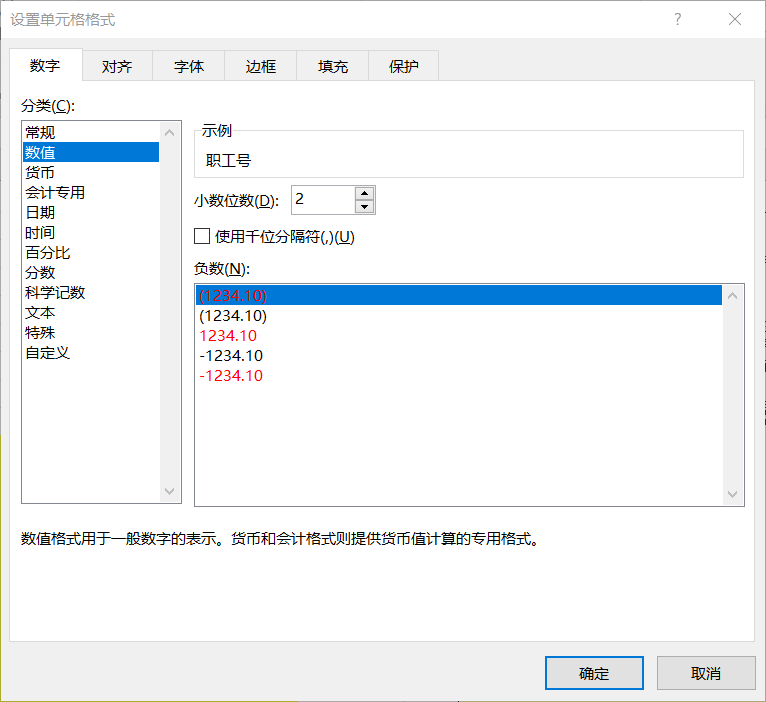 设置单元格格式
?
数字 对齐 字体 边框 填充 保护
分类(C):
常规
数值
货币
会计专用
日期
时间
百分比
分数
科学记数
文本
特殊
自定义
示例
职工号
小数位数(D): 2
使用千位分隔符(,)(U)
负数(N):
(1234.10)
(1234.10)
1234.10
-1234.10
-1234.10
数值格式用于一般数字的表示。货币和会计格式则提供货币值计算的专用格式。
确定 取消